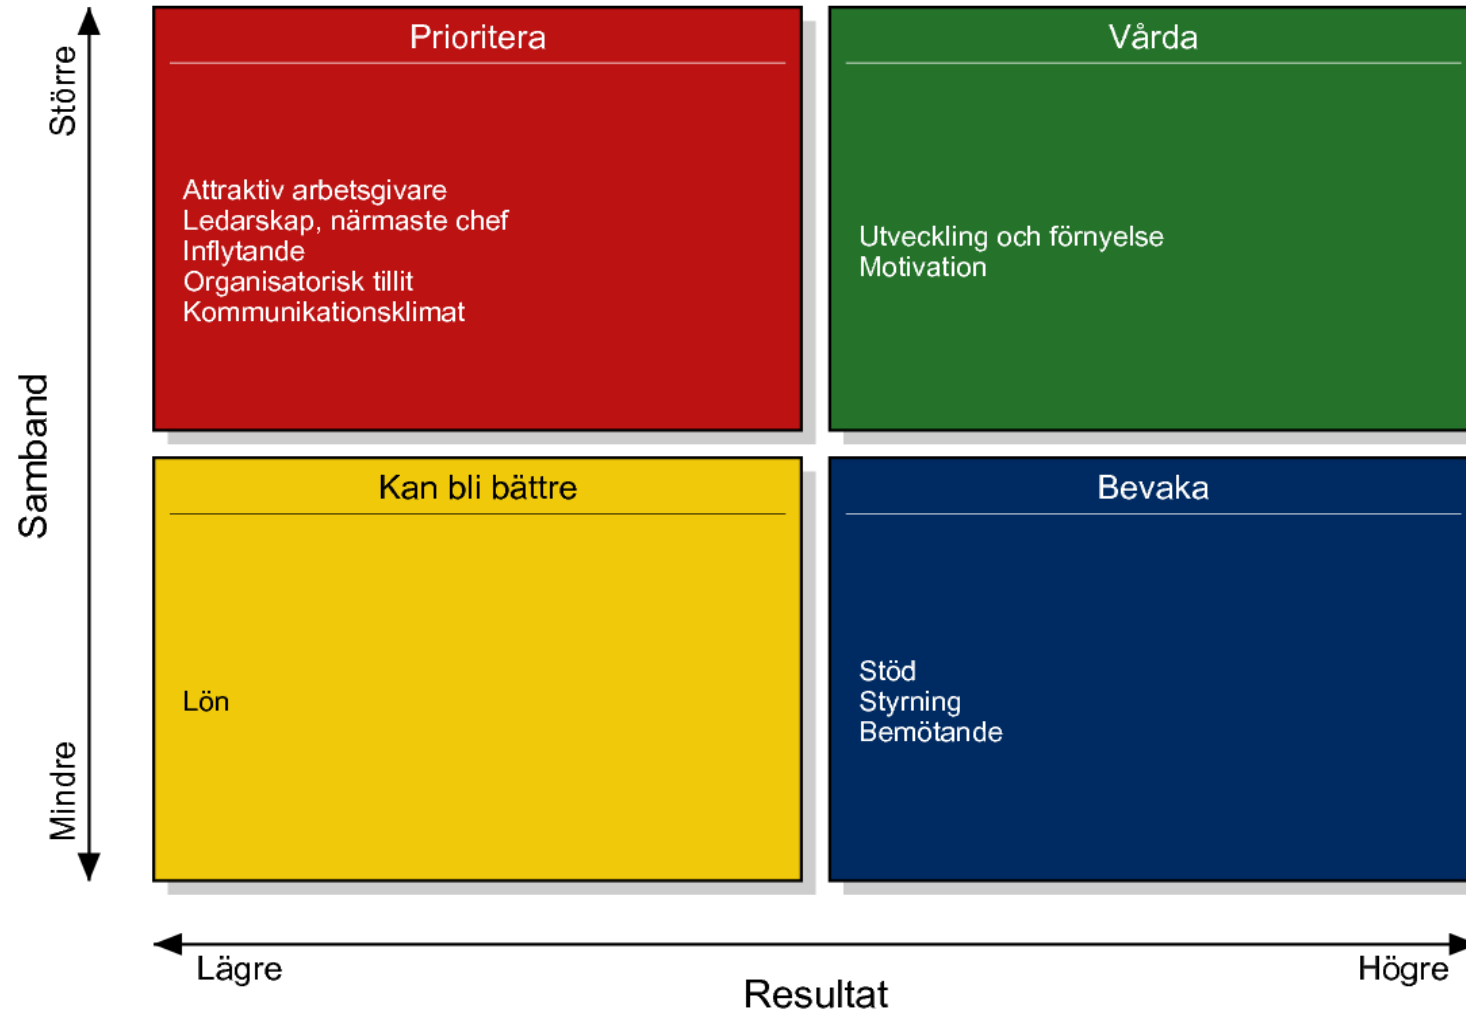 Större
Samband
Mindre
Prioritera
Attraktiv arbetsgivare
Ledarskap, närmaste chef
Inflytande
Organisatorisk tillit
Kommunikationsklimat
Vårda
Utveckling och förnyelse
Motivation
Kan bli bättre
Lön
Bevaka
Stöd
Styrning
Bemötande
Lägre
Resultat
Högre